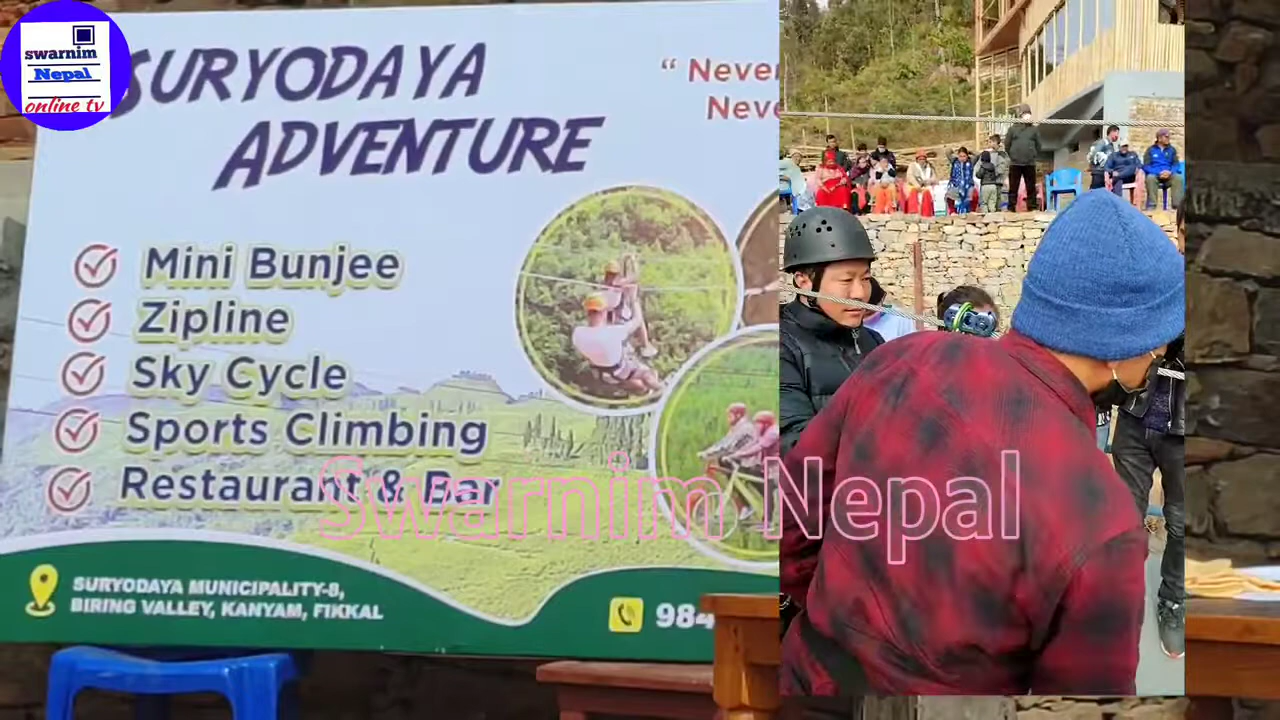 swarnim
Nepal
online tv
SURYODAYA
ADVENTURE
“ Never
Neve
Mini Bunjee
Zipline
Sky Cycle
Sports Climbing
Restaurant & Bar
Swarnim Nepal
SURYODAYA MUNICIPALITY-8,
BIRING VALLEY, KANYAM, FIKKAL
984